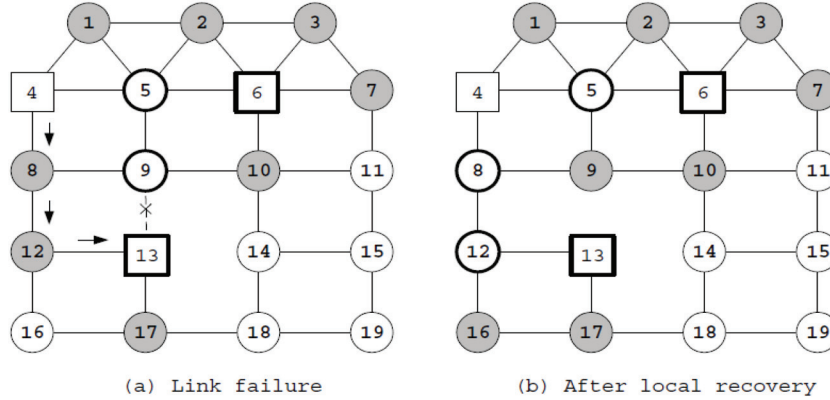 1 2 3 1 2 3
4 5 6 7 4 5 6 7
8 9 10 11 8 9 10 11
12 13 14 15 12 13 14 15
16 17 18 19 16 17 18 19
(a) Link failure (b) After local recovery